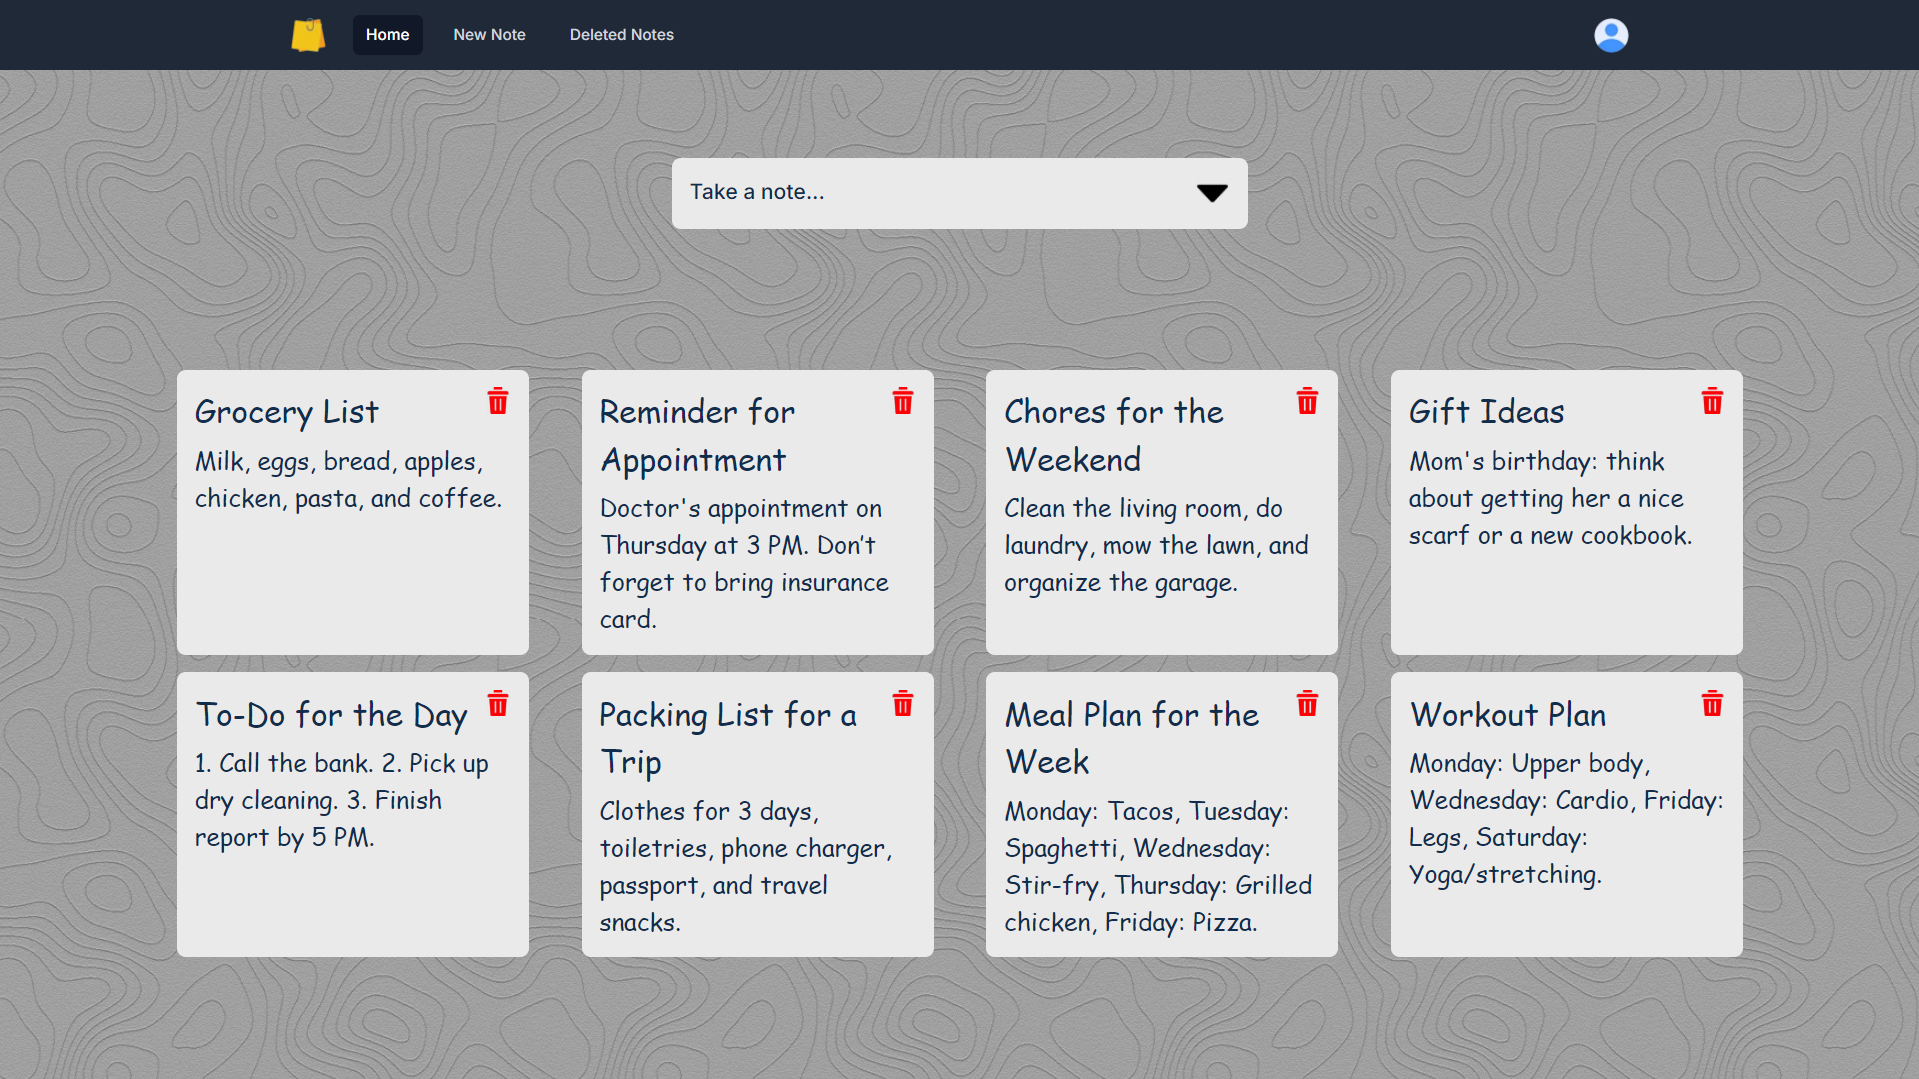 Home
New Note
Deleted Notes
Take a note...
Grocery List
Milk, eggs, bread, apples,
chicken, pasta, and coffee.
Reminder for
Appointment
Doctor's appointment on
Thursday at 3 PM. Don’t
forget to bring insurance
card.
Chores for the
Weekend
Clean the living room, do
laundry, mow the lawn, and
organize the garage.
Gift Ideas
Mom's birthday: think
about getting her a nice
scarf or a new cookbook.
To-Do for the Day
1. Call the bank. 2. Pick up
dry cleaning. 3. Finish
report by 5 PM.
Packing List for a
Trip
Clothes for 3 days,
toiletries, phone charger,
passport, and travel
snacks.
Meal Plan for the
Week
Monday: Tacos, Tuesday:
Spaghetti, Wednesday:
Stir-fry, Thursday: Grilled
chicken, Friday: Pizza.
Workout Plan
Monday: Upper body,
Wednesday: Cardio, Friday:
Legs, Saturday:
Yoga/stretching.